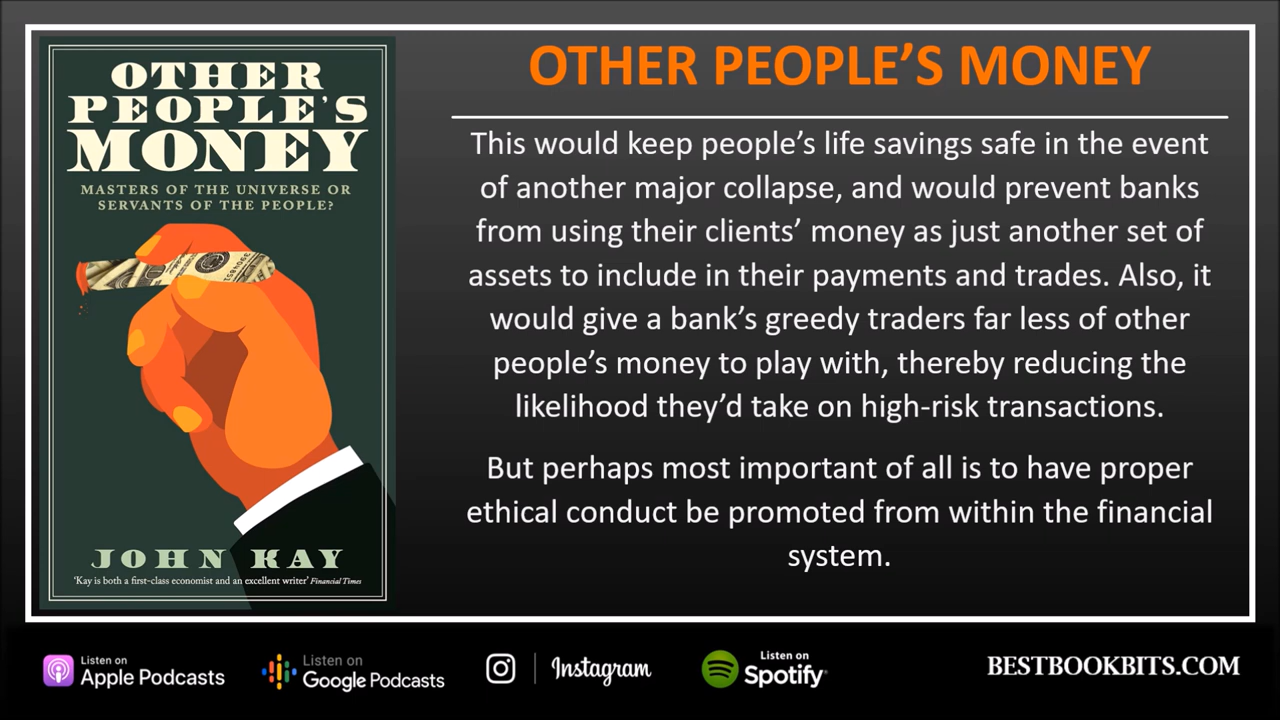 OTHER
PEOPLE'S
MONEY
MASTERS OF THE UNIVERSE OR
SERVANTS OF THE PEOPLE?
JOHN KAY
'Kay is both a first-class economist and an excellent writer' Financial Times
OTHER PEOPLE'S MONEY
This would keep people's life savings safe in the event
of another major collapse, and would prevent banks
from using their clients' money as just another set of
assets to include in their payments and trades. Also, it
would give a bank's greedy traders far less of other
people's money to play with, thereby reducing the
likelihood they'd take on high-risk transactions.
But perhaps most important of all is to have proper
ethical conduct be promoted from within the financial
system.
Listen on
Apple Podcasts
Listen on
Google Podcasts
Instagram
Listen on
Spotify
BESTBOOKBITS.COM